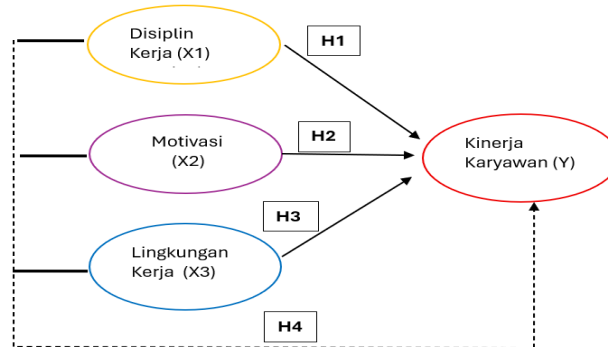 Disiplin
Kerja (X1)
H1
Motivasi
(X2)
H2
Kinerja
Karyawan (Y)
H3
Lingkungan
Kerja (X3)
H4